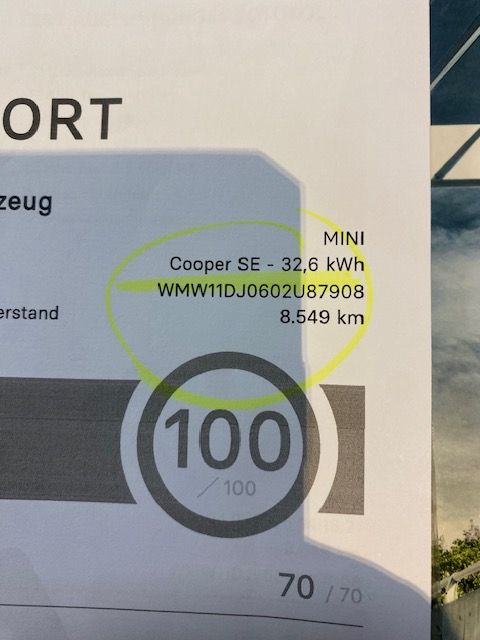 ORT
zeug
MINI
Cooper SE - 32,6 kWh
WMW11DJ0602U87908
erstand
8.549 km
100
/ 100
70 / 70